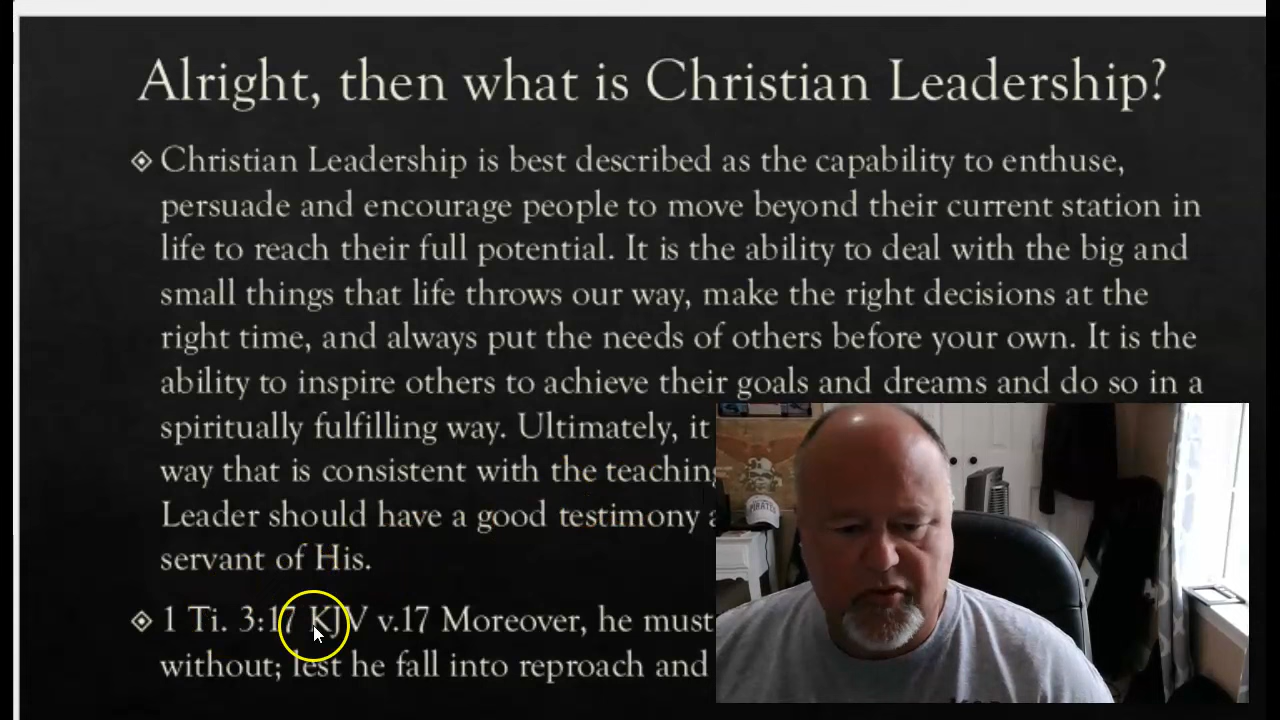 Alright, then what is Christian Leadership?
Christian Leadership is best described as the capability to enthuse,
persuade and encourage people to move beyond their current station in
life to reach their full potential. It is the ability to deal with the big and
small things that life throws our way, make the right decisions at the
right time, and always put the needs of others before your own. It is the
ability to inspire others to achieve their goals and dreams and do so in a
spiritually fulfilling way. Ultimately, it
way that is consistent with the teaching
Leader should have a good testimony a
servant of His.
1 Ti. 3:17 KJV v.17 Moreover, he must
without; lest he fall into reproach and
PIRATES